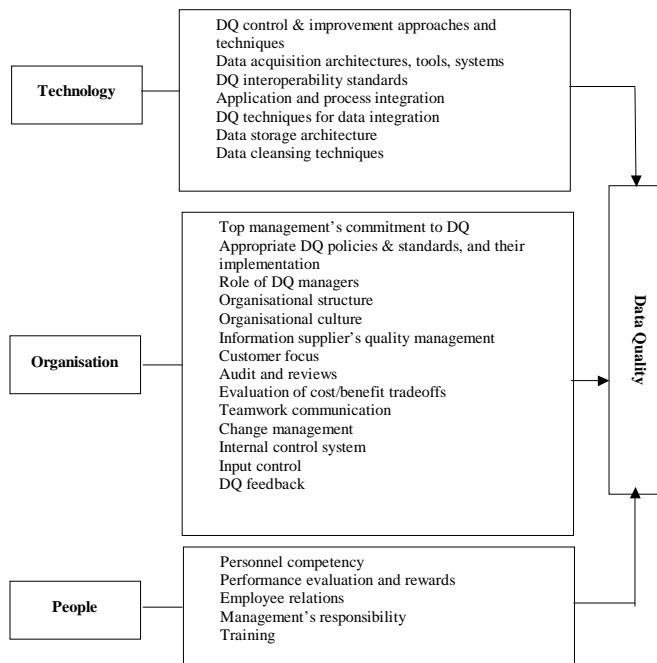 Technology
DQ control & improvement approaches and
techniques
Data acquisition architectures, tools, systems
DQ interoperability standards
Application and process integration
DQ techniques for data integration
Data storage architecture
Data cleansing techniques
Organisation
Top management's commitment to DQ
Appropriate DQ policies & standards, and their
implementation
Role of DQ managers
Organisational structure
Organisational culture
Information supplier's quality management
Customer focus
Audit and reviews
Evaluation of cost/benefit tradeoffs
Teamwork communication
Change management
Internal control system
Input control
DQ feedback
People
Personnel competency
Performance evaluation and rewards
Employee relations
Management's responsibility
Training
Data Quality